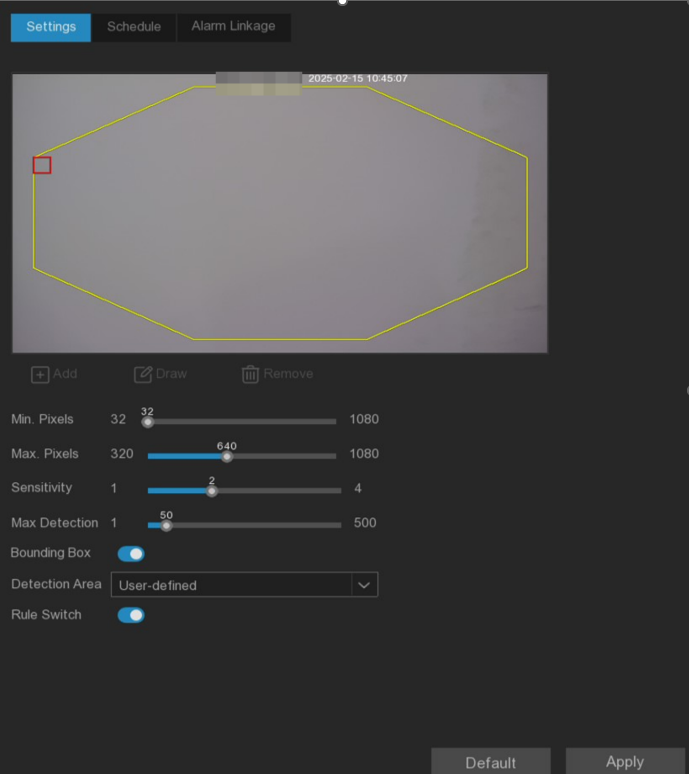 Settings Schedule Alarm Linkage
2025-02-15 10:45:07
Add Draw Remove
Min. Pixels 32 32 1080
Max. Pixels 320 640 1080
Sensitivity 1 2 4
Max Detection 1 50 500
Bounding Box
Detection Area User-defined
Rule Switch
Default Apply